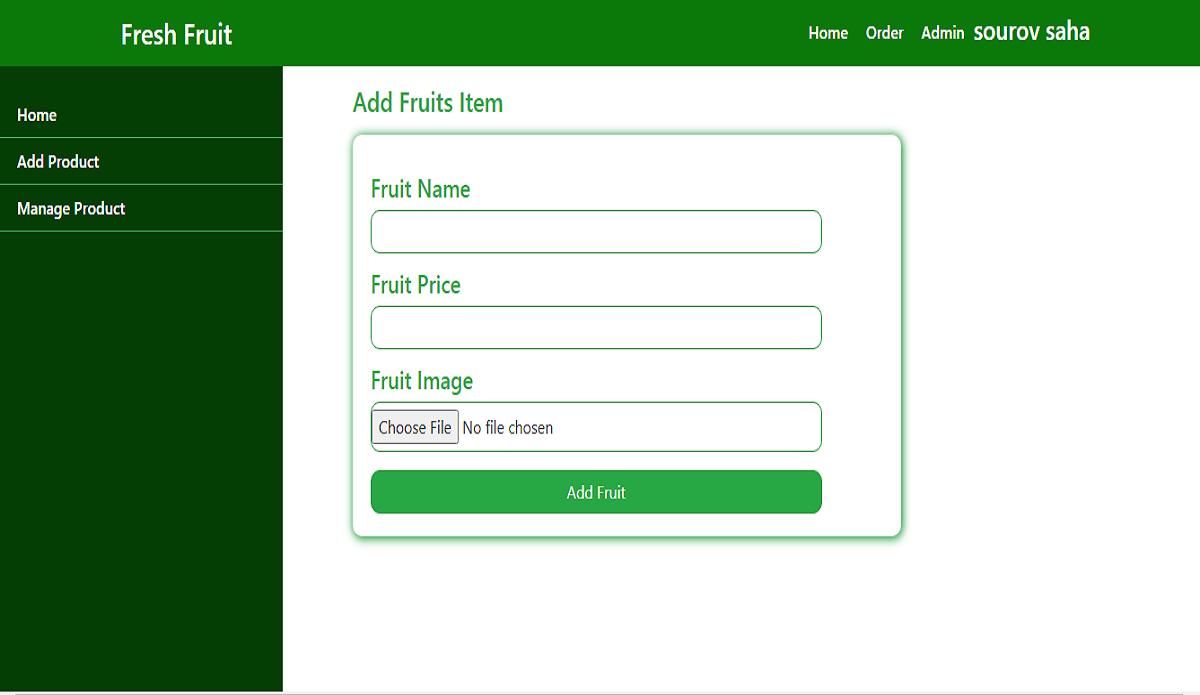 Fresh Fruit
Home Order Admin sourov saha
Home
Add Product
Manage Product
Add Fruits Item
Fruit Name
Fruit Price
Fruit Image
Choose File No file chosen
Add Fruit